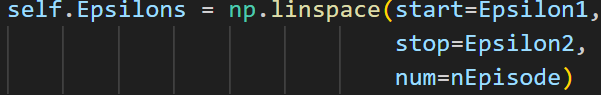 self.Epsilons = np.linspace(start=Epsilon1,
stop=Epsilon2,
num=nEpisode)